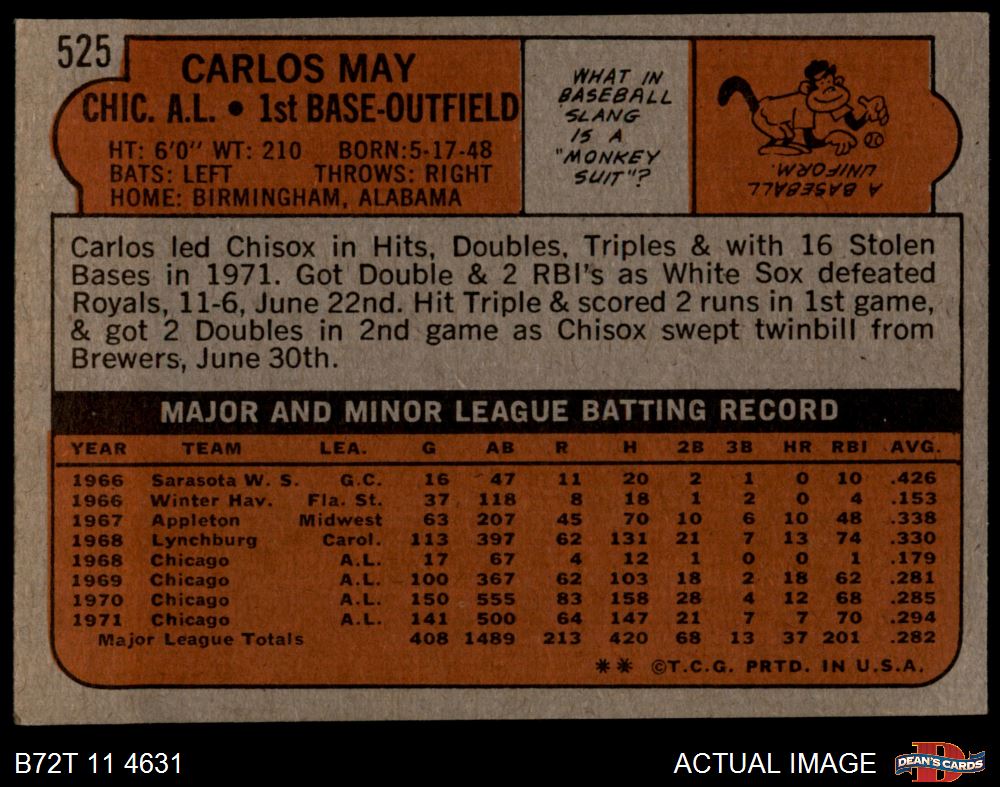 525
CARLOS MAY
CHIC. A.L. • 1st BASE-OUTFIELD
HT: 6'0" WT: 210 BORN:5-17-48
BATS: LEFT THROWS: RIGHT
HOME: BIRMINGHAM, ALABAMA
WHAT IN
BASEBALL
SLANG
IS A
"MONKEY
SUIT"?
A BASEBALL
UNIFORM.
Carlos led Chisox in Hits, Doubles, Triples & with 16 Stolen
Bases in 1971. Got Double & 2 RBI's as White Sox defeated
Royals, 11-6, June 22nd. Hit Triple & scored 2 runs in 1st game,
& got 2 Doubles in 2nd game as Chisox swept twinbill from
Brewers, June 30th.
MAJOR AND MINOR LEAGUE BATTING RECORD
YEAR TEAM LEA. G AB R H 2B 3B HR RBI AVG.
1966 Sarasota W. S. G.C. 16 47 11 20 2 1 0 10 .426
1966 Winter Hav. Fla. St. 37 118 8 18 1 2 0 4 .153
1967 Appleton Midwest 63 207 45 70 10 6 10 48 .338
1968 Lynchburg Carol. 113 397 62 131 21 7 13 74 .330
1968 Chicago A.L. 17 67 4 12 1 0 0 1 .179
1969 Chicago A.L. 100 367 62 103 18 2 18 62 .281
1970 Chicago A.L. 150 555 83 158 28 4 12 68 .285
1971 Chicago A.L. 141 500 64 147 21 7 7 70 .294
Major League Totals 408 1489 213 420 68 13 37 201 .282
** ©T.C.G. PRTD. IN U.S.A.
B72T 11 4631
ACTUAL IMAGE
DEAN'S CARDS